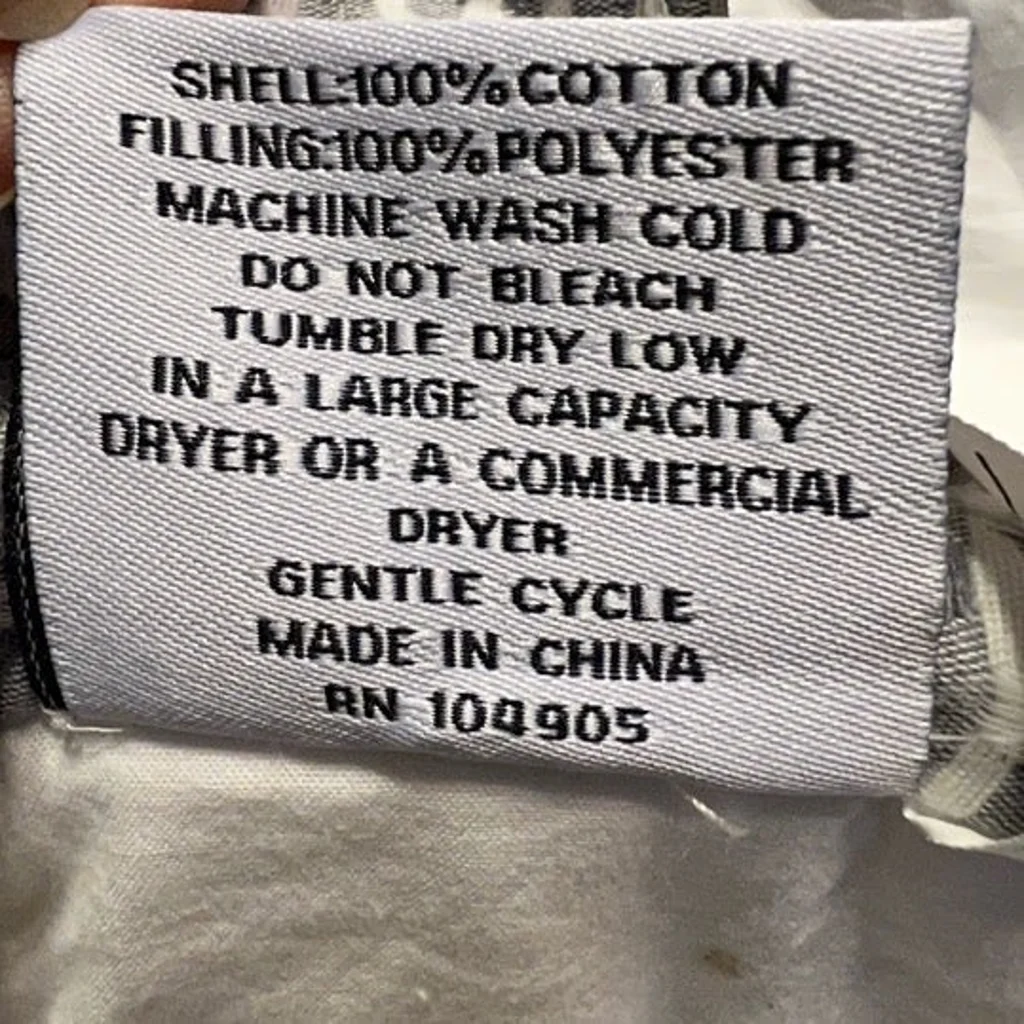 SHELL:100%COTTON
FILLING:100%POLYESTER
MACHINE WASH COLD
DO NOT BLEACH
TUMBLE DRY LOW
IN A LARGE CAPACITY
DRYER OR A COMMERCIAL
DRYER
GENTLE CYCLE
MADE IN CHINA
RN 104905